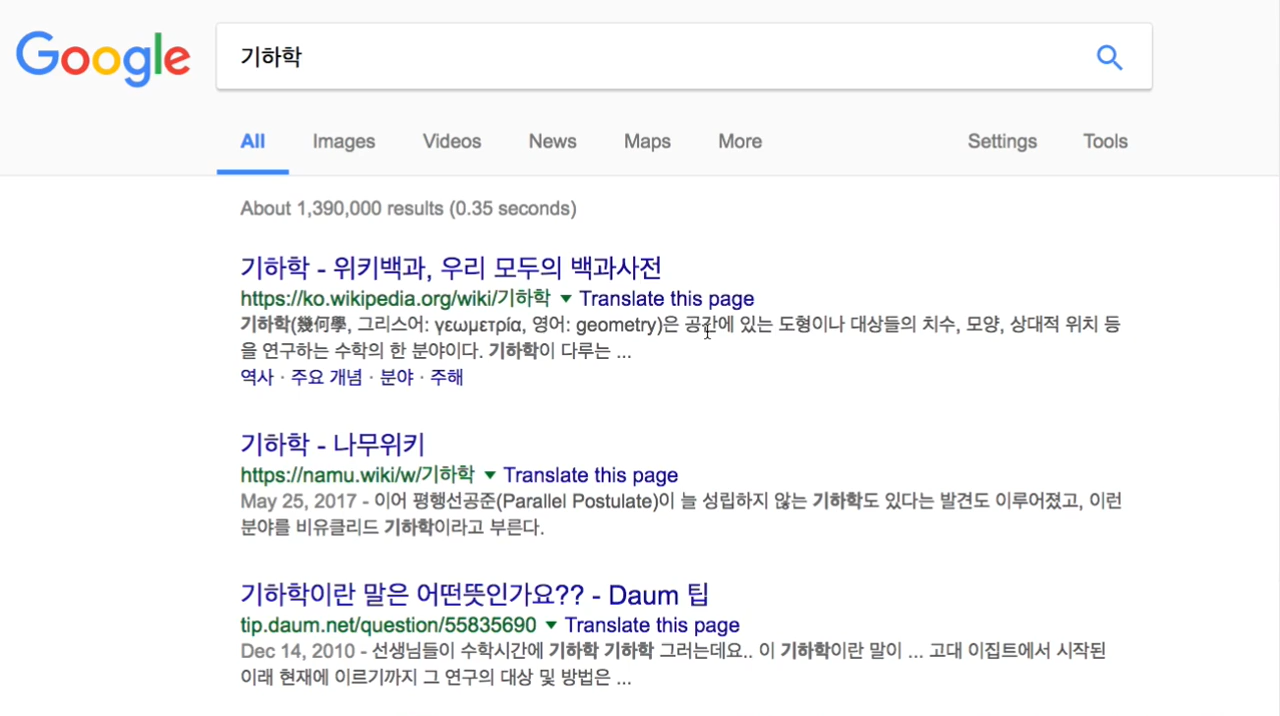 Google
기하학
All Images Videos News Maps More Settings Tools
About 1,390,000 results (0.35 seconds)
기하학 - 위키백과, 우리 모두의 백과사전
https://ko.wikipedia.org/wiki/기하학 ▼ Translate this page
기하학(幾何學, 그리스어: γεωμετρία, 영어: geometry)은 공간에 있는 도형이나 대상들의 치수, 모양, 상대적 위치 등
을 연구하는 수학의 한 분야이다. 기하학이 다루는 ...
역사 · 주요 개념 · 분야 · 주해
기하학 - 나무위키
https://namu.wiki/w/기하학 ▼ Translate this page
May 25, 2017 - 이어 평행선공준(Parallel Postulate)이 늘 성립하지 않는 기하학도 있다는 발견도 이루어졌고, 이런
분야를 비유클리드 기하학이라고 부른다.
기하학이란 말은 어떤뜻인가요?? - Daum 팁
tip.daum.net/question/55835690 ▼ Translate this page
Dec 14, 2010 - 선생님들이 수학시간에 기하학 기하학 그러는데요.. 이 기하학이란 말이 ... 고대 이집트에서 시작된
이래 현재에 이르기까지 그 연구의 대상 및 방법은 ...